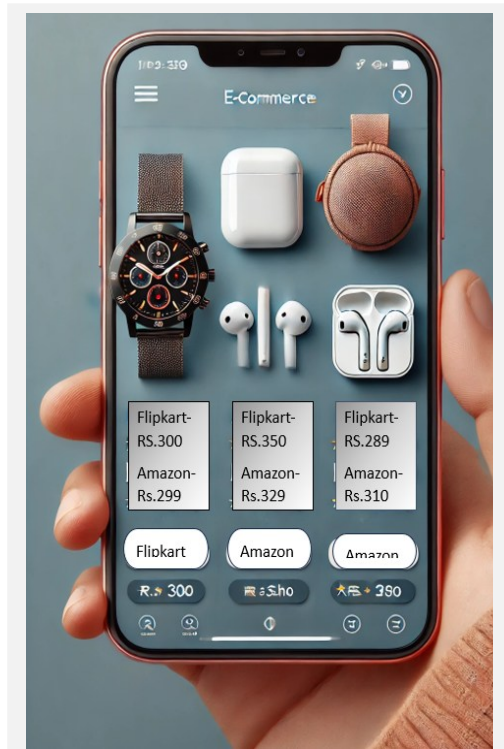 E-Commerce
Flipkart-
RS.300
Amazon-
Rs.299
Flipkart-
RS.350
Amazon-
Rs.329
Flipkart-
RS.289
Amazon-
Rs.310
Flipkart
Amazon
Amazon
300